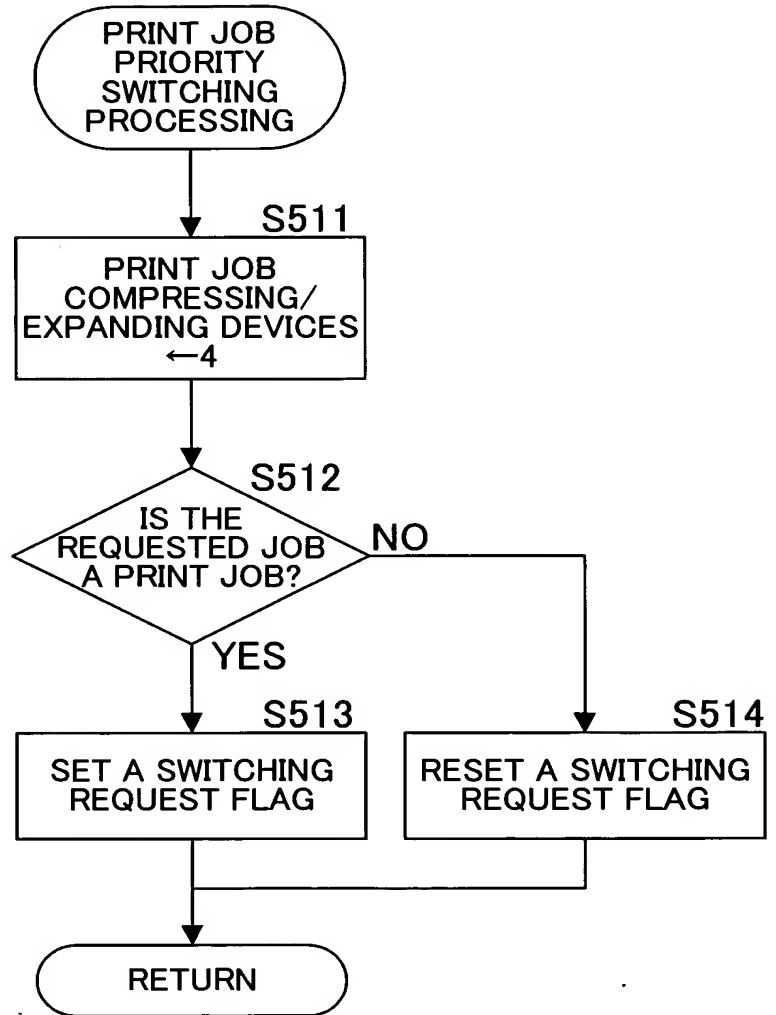 PRINT JOB
PRIORITY
SWITCHING
PROCESSING
S511
PRINT JOB
COMPRESSING/
EXPANDING DEVICES
←4
S512
IS THE
REQUESTED JOB
A PRINT JOB?
NO
YES
S513
SET A SWITCHING
REQUEST FLAG
S514
RESET A SWITCHING
REQUEST FLAG
RETURN